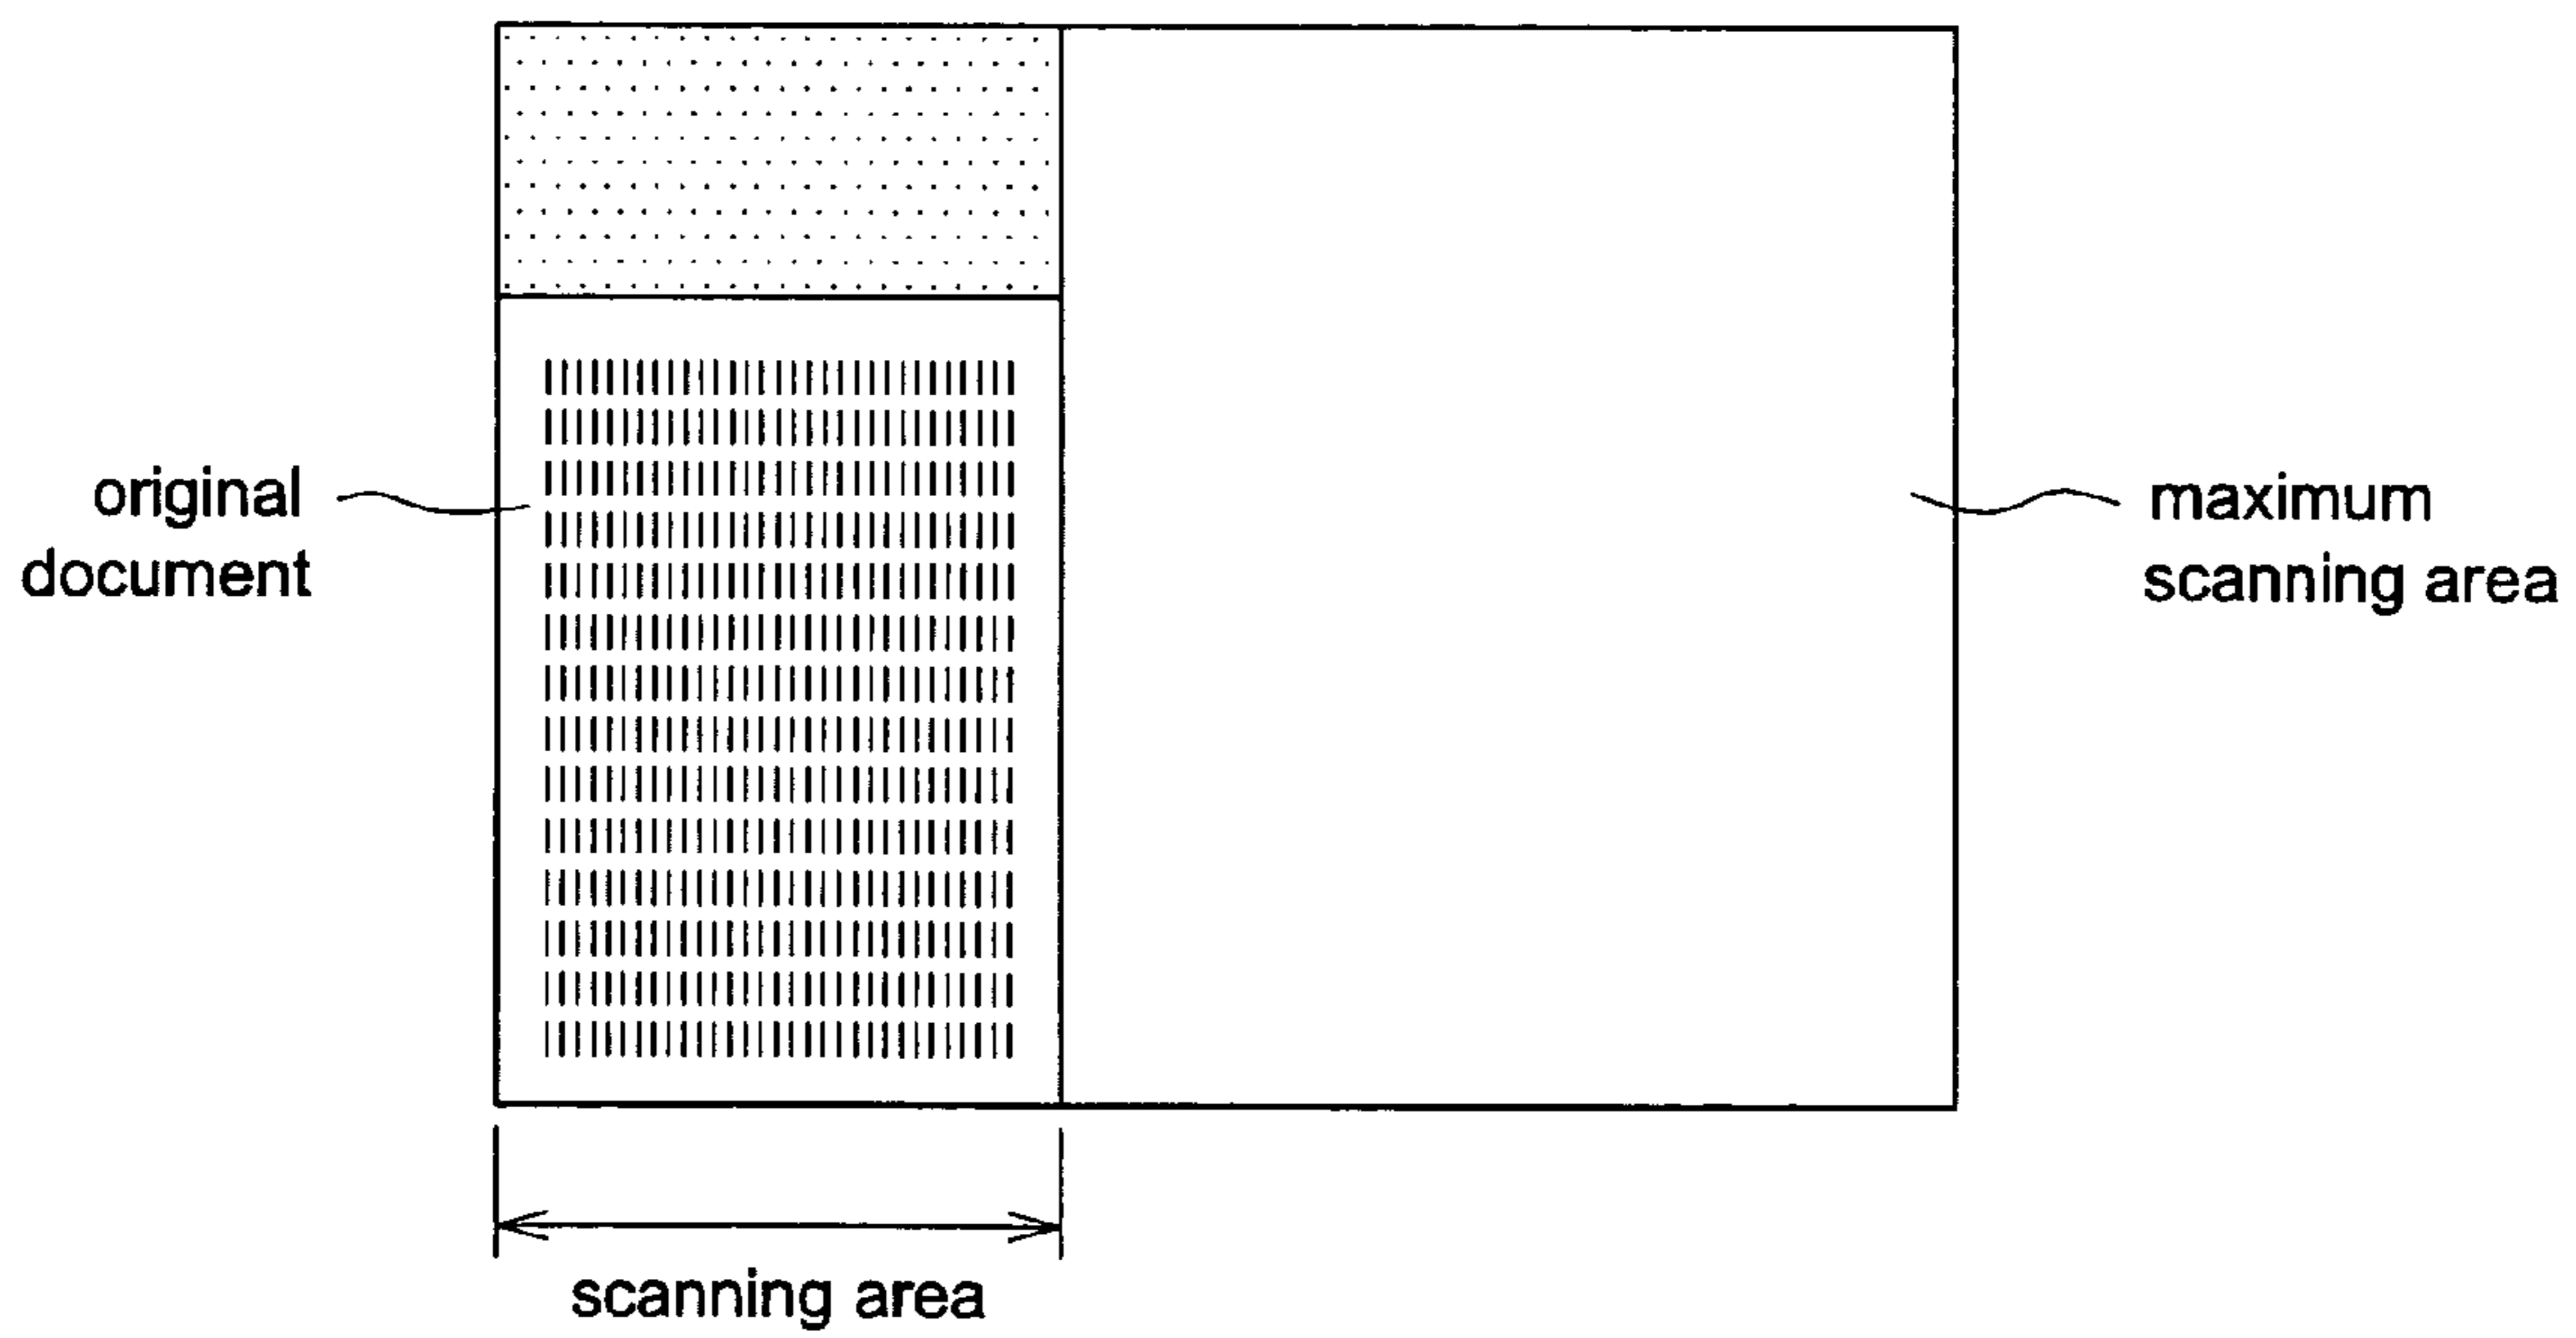 original
document
maximum
scanning area
scanning area